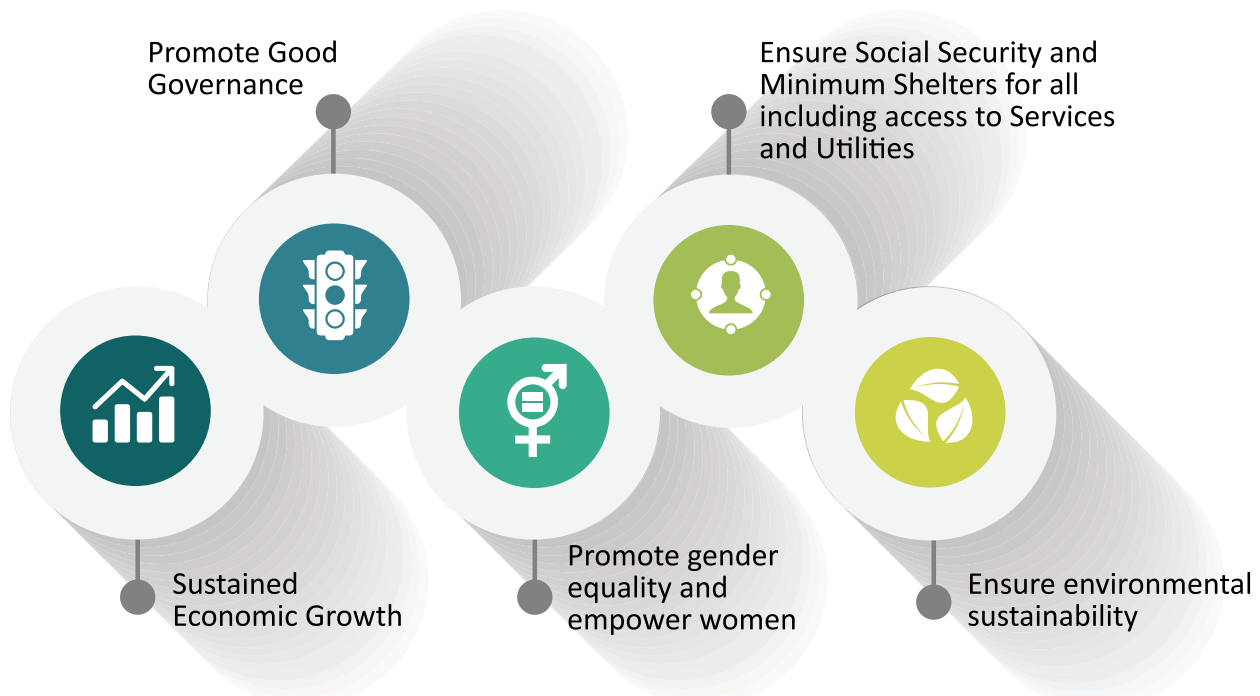 Promote Good
Governance
Ensure Social Security and
Minimum Shelters for all
including access to Services
and Utilities
Sustained
Economic Growth
Promote gender
equality and
empower women
Ensure environmental
sustainability